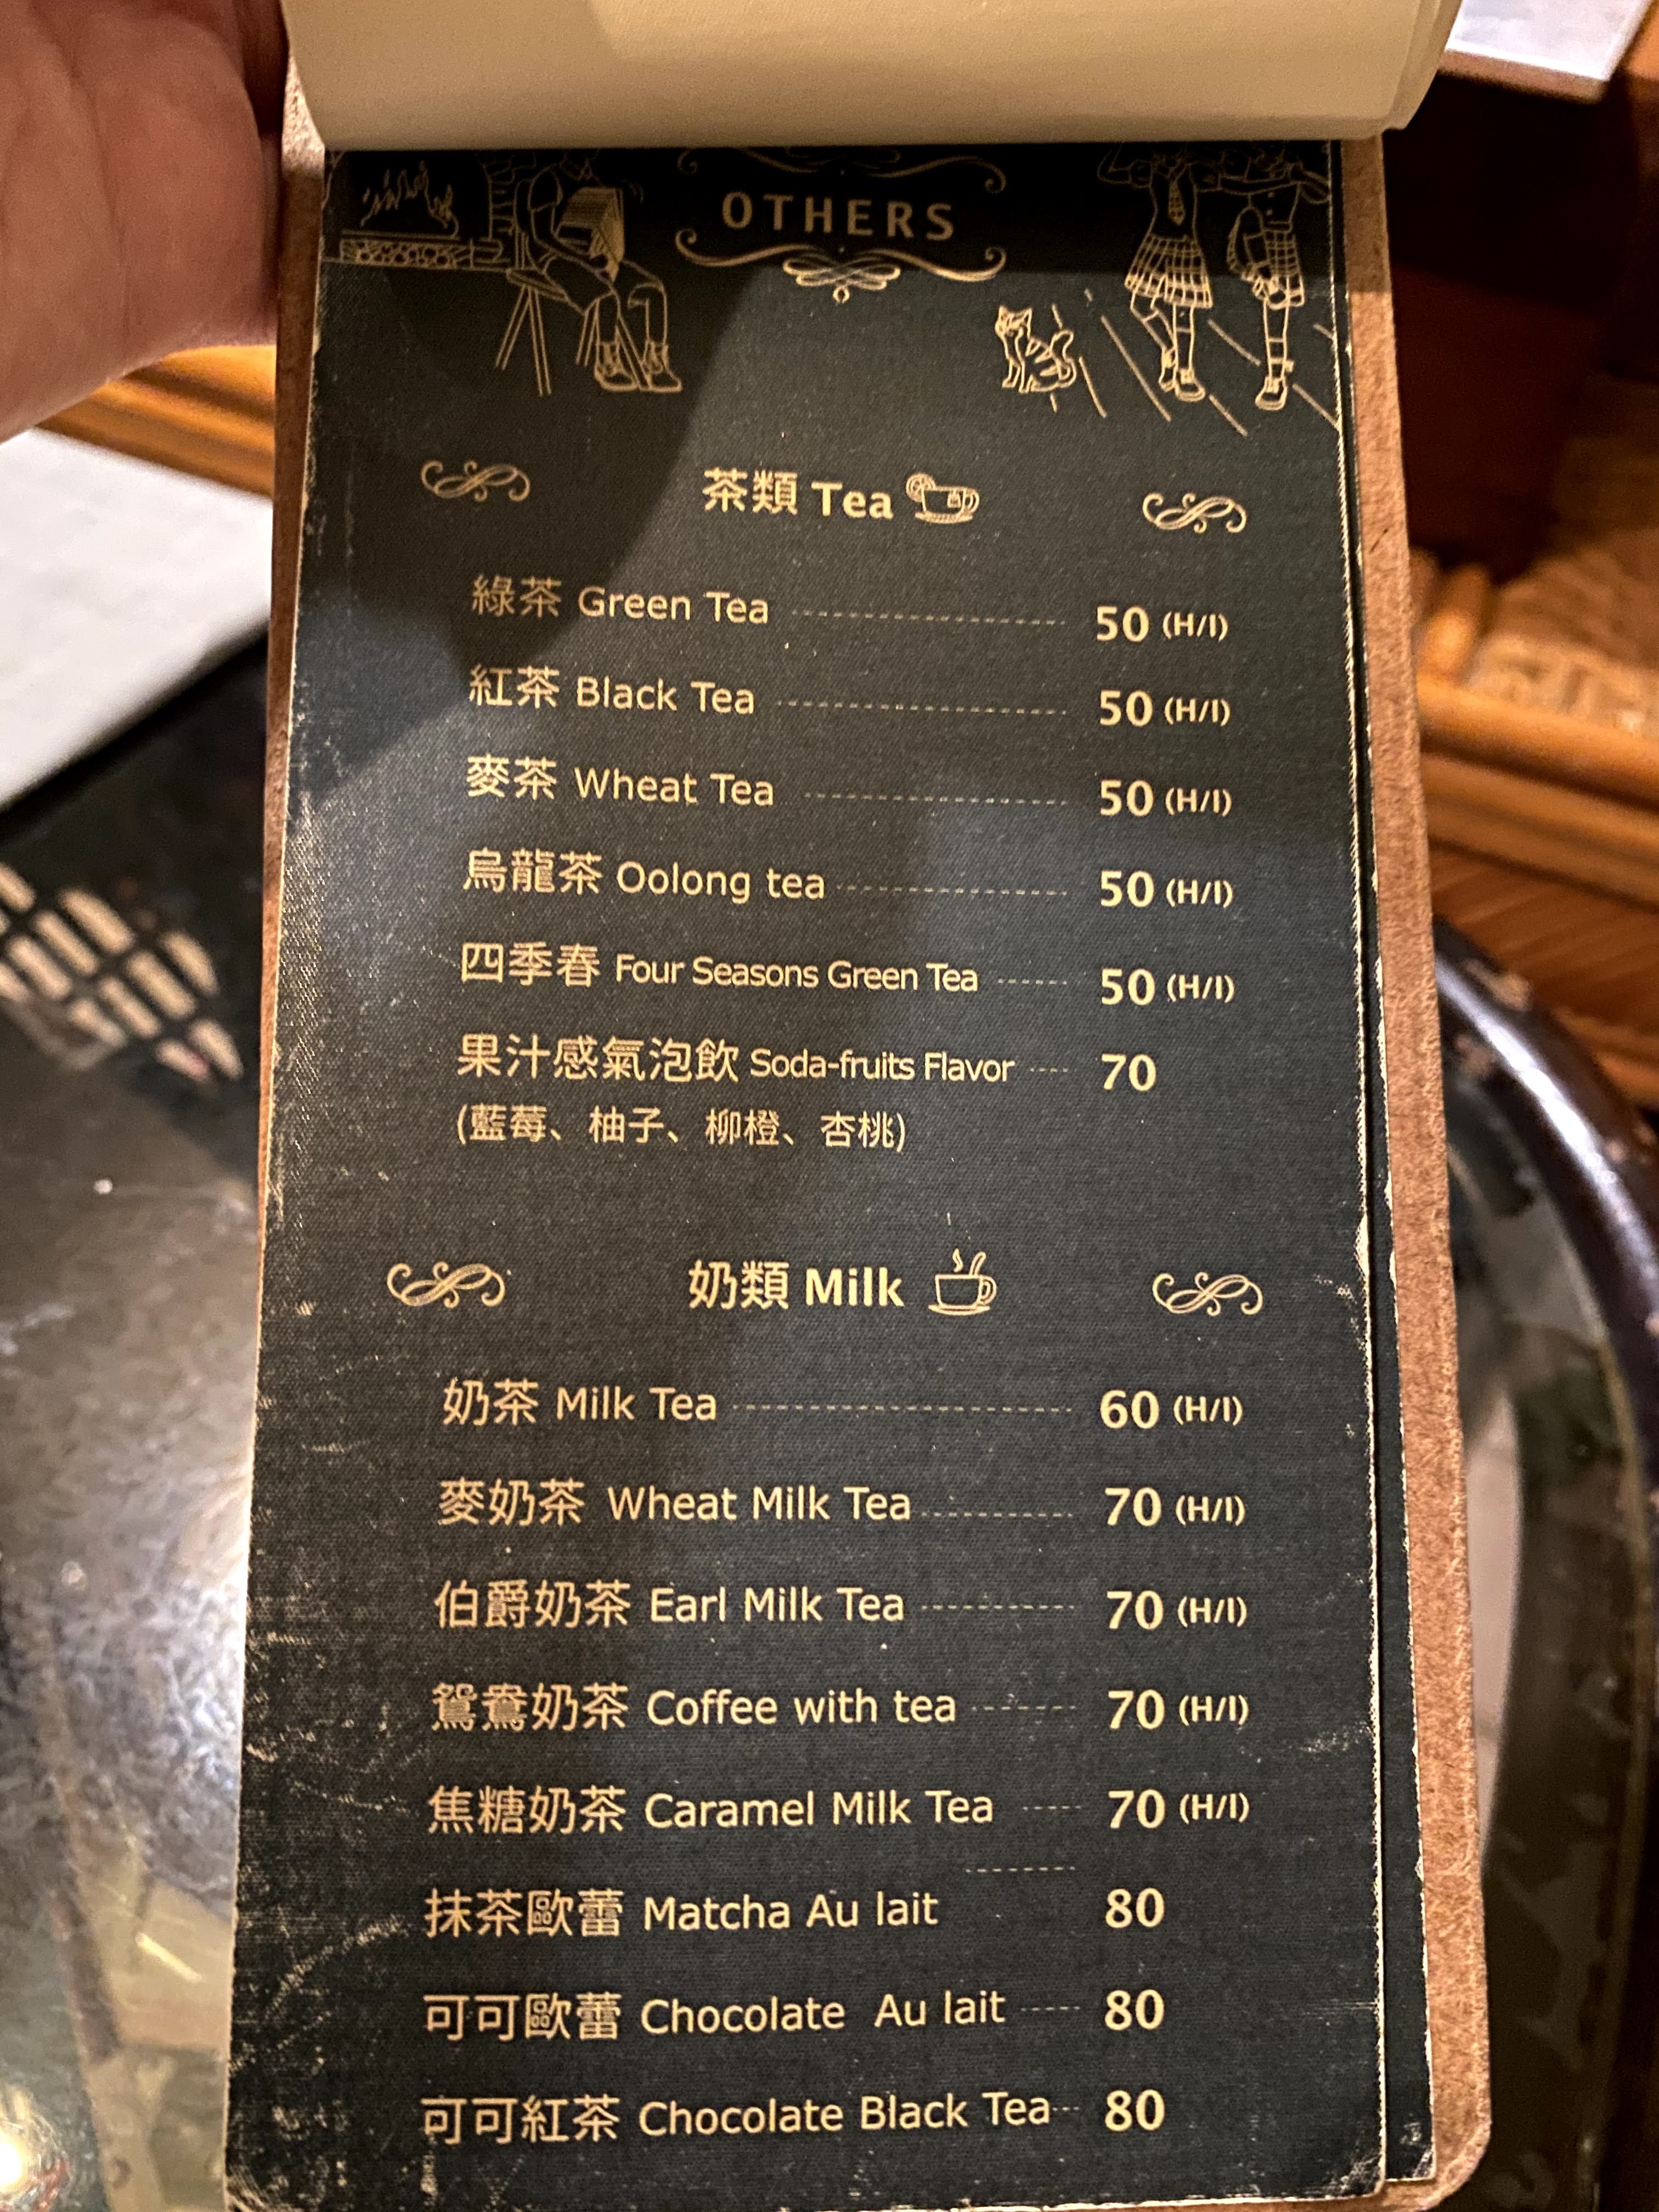 OTHERS
茶類 Tea
綠茶 Green Tea 50 (H/I)
紅茶 Black Tea 50 (H/I)
麥茶 Wheat Tea 50 (H/I)
烏龍茶 Oolong tea 50 (H/I)
四季春 Four Seasons Green Tea 50 (H/I)
果汁感氣泡飲 Soda-fruits Flavor 70
(藍莓、柚子、柳橙、杏桃)
奶類 Milk
奶茶 Milk Tea 60 (H/I)
麥奶茶 Wheat Milk Tea 70 (H/I)
伯爵奶茶 Earl Milk Tea 70 (H/I)
鴛鴦奶茶 Coffee with tea 70 (H/I)
焦糖奶茶 Caramel Milk Tea 70 (H/I)
抹茶歐蕾 Matcha Au lait 80
可可歐蕾 Chocolate Au lait 80
可可紅茶 Chocolate Black Tea 80